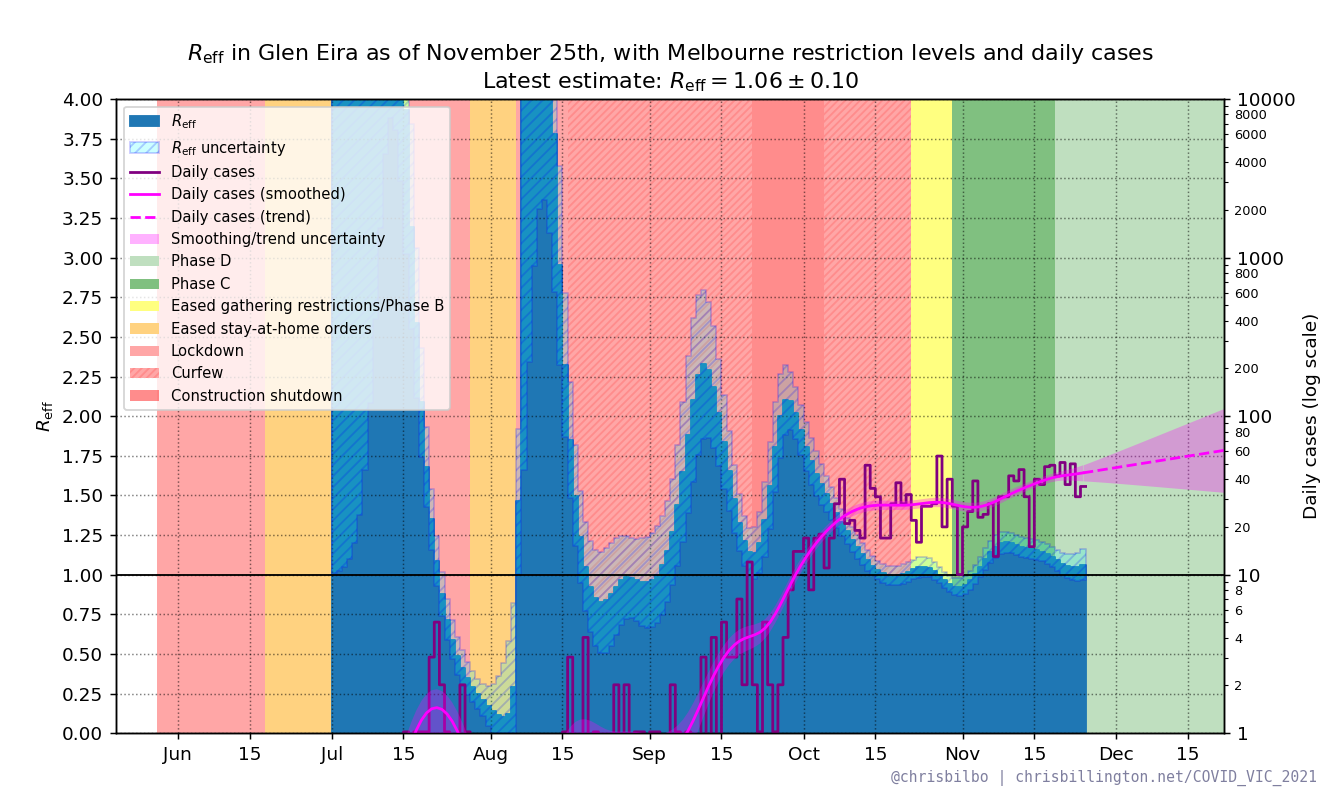 R_eff in Glen Eira as of November 25th, with Melbourne restriction levels and daily cases
Latest estimate: R_eff = 1.06 ± 0.10
R_eff
R_eff uncertainty
Daily cases
Daily cases (smoothed)
Daily cases (trend)
Smoothing/trend uncertainty
Phase D
Phase C
Eased gathering restrictions/Phase B
Eased stay-at-home orders
Lockdown
Curfew
Construction shutdown
R_eff
4.00
3.75
3.50
3.25
3.00
2.75
2.50
2.25
2.00
1.75
1.50
1.25
1.00
0.75
0.50
0.25
0.00
Jun 15 Jul 15 Aug 15 Sep 15 Oct 15 Nov 15 Dec 15
10000
8000
6000
4000
2000
1000
800
600
400
200
100
80
60
40
20
10
8
6
4
2
1
Daily cases (log scale)
@chrisbilbo | chrisbillington.net/COVID_VIC_2021